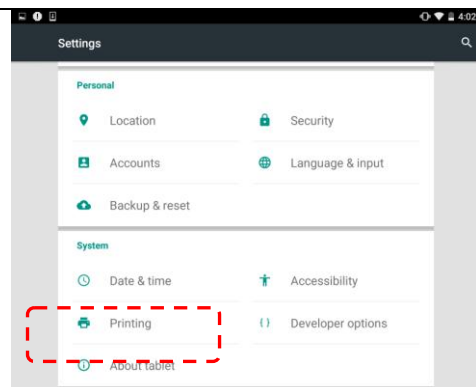 4:02
Settings
Personal
Location Security
Accounts Language & input
Backup & reset
System
Date & time Accessibility
Printing { } Developer options
About tablet